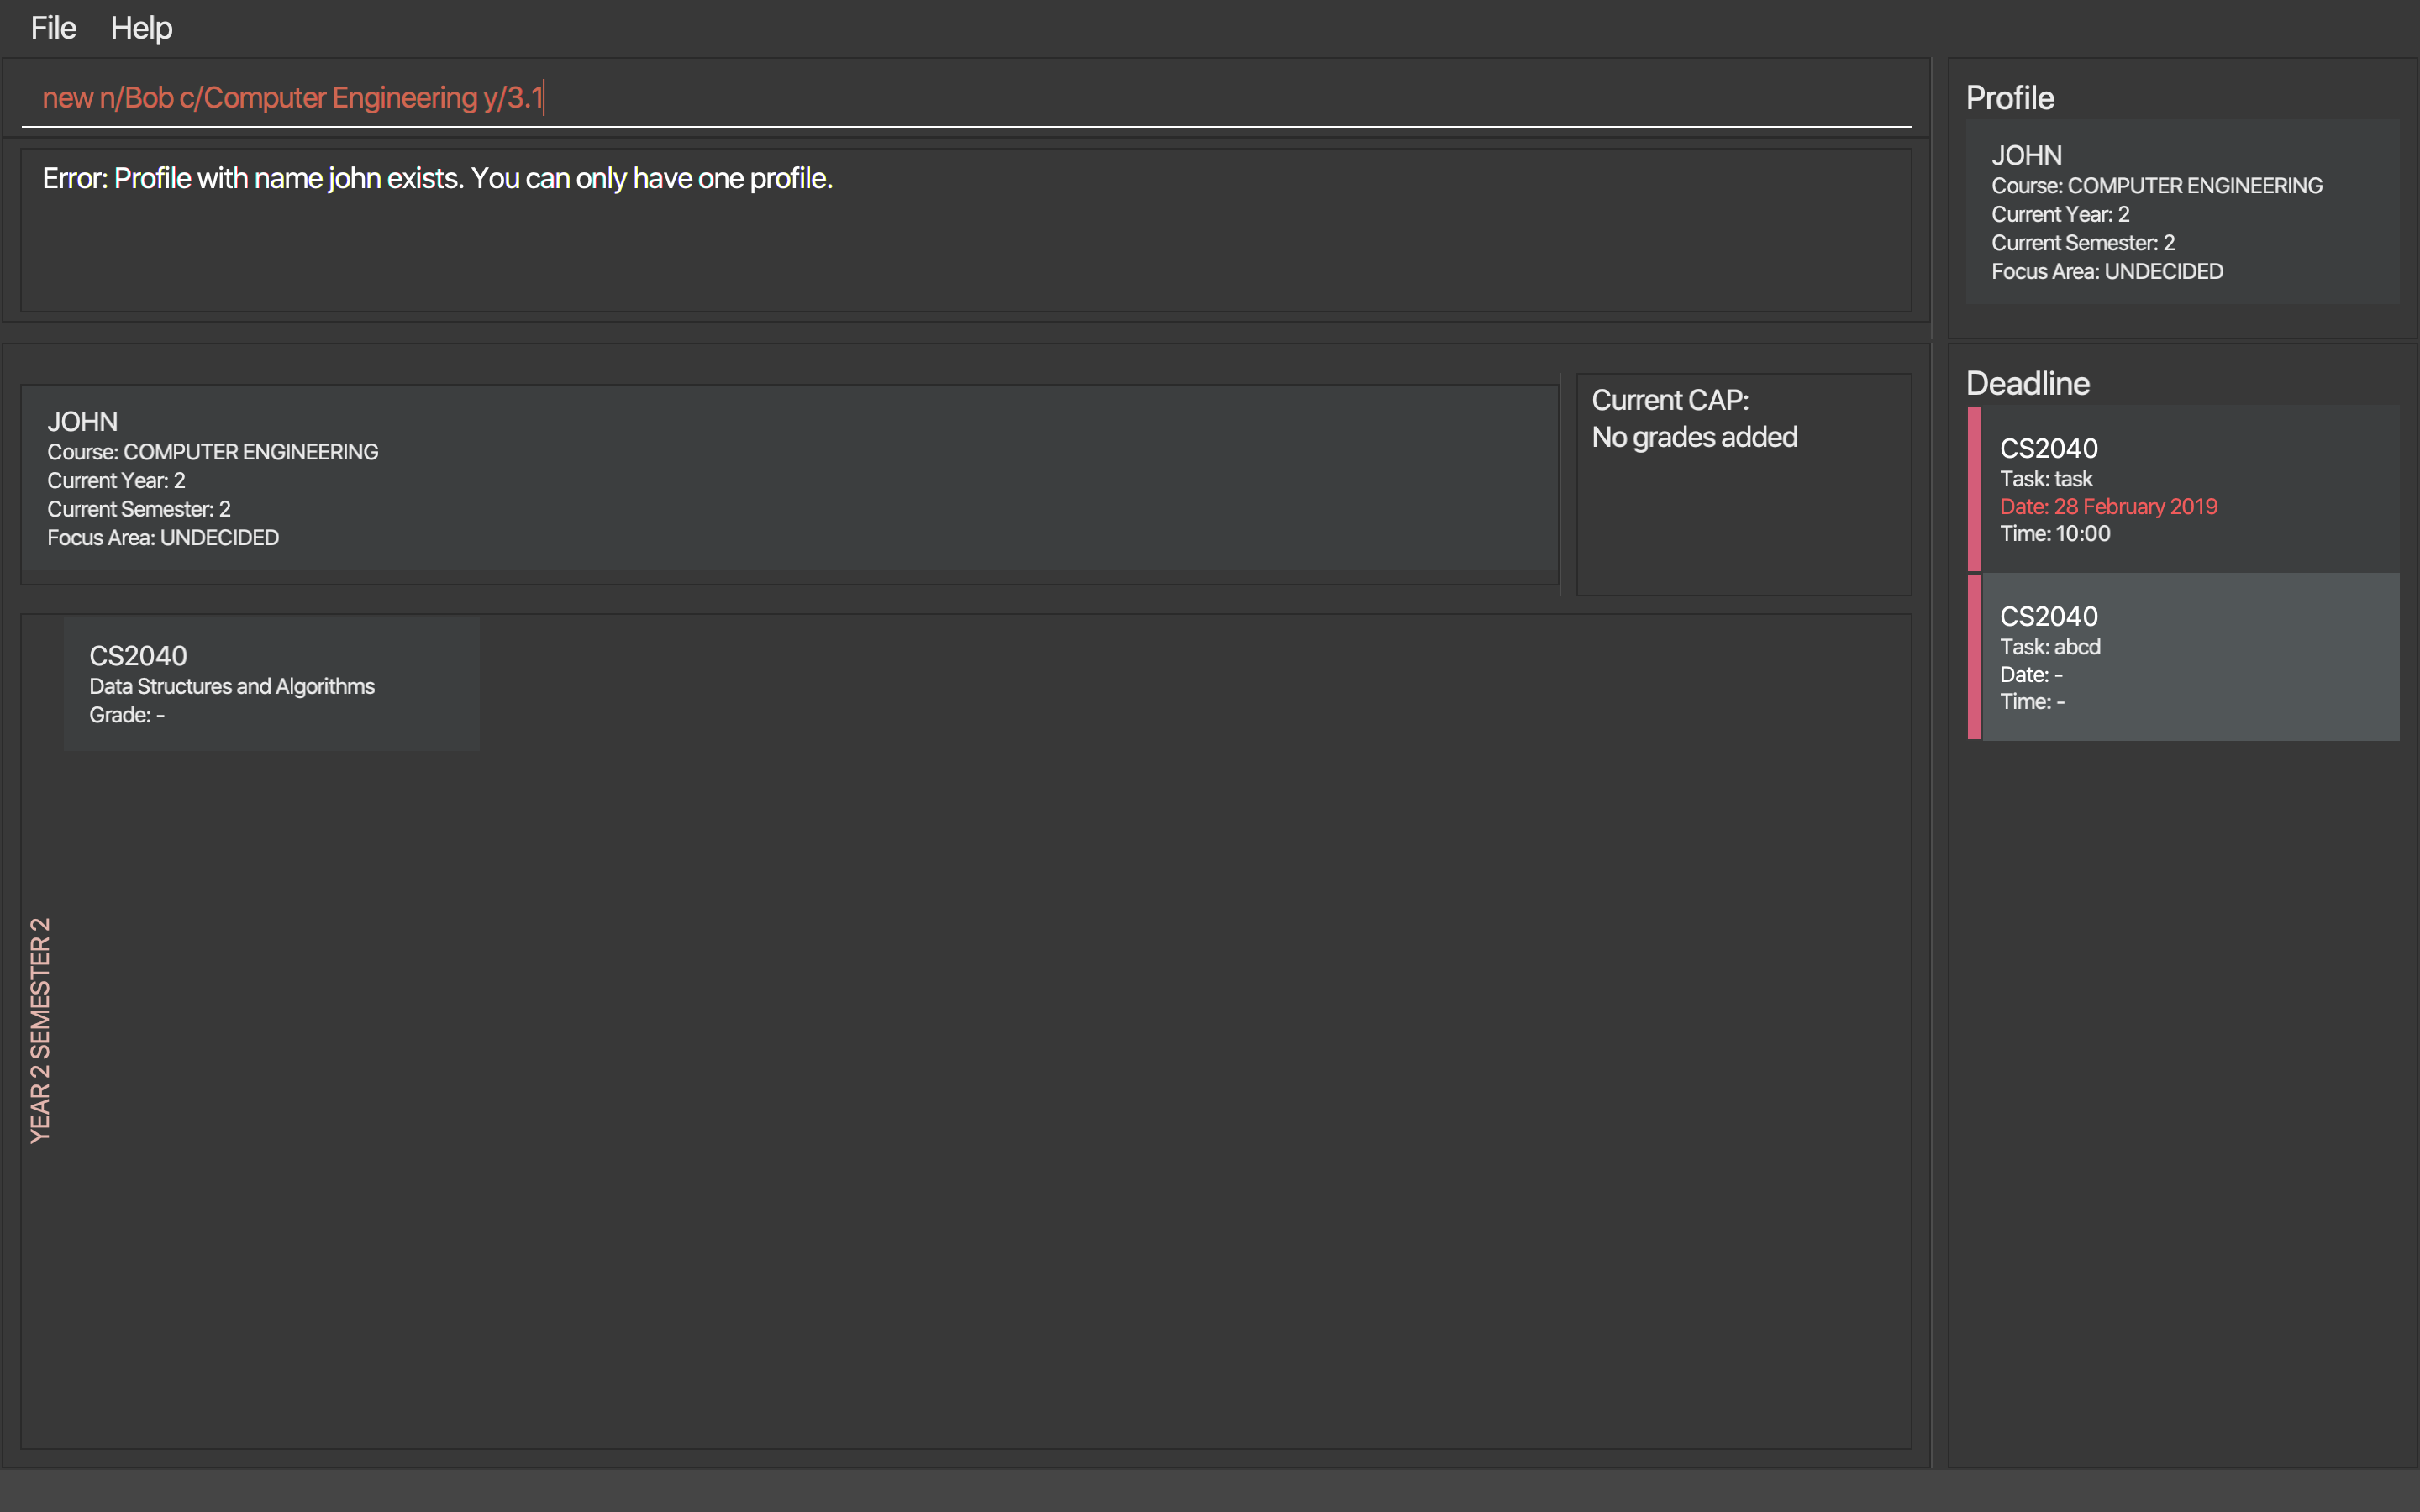 File Help
new n/Bob c/Computer Engineering y/3.1
Error: Profile with name john exists. You can only have one profile.
JOHN
Course: COMPUTER ENGINEERING
Current Year: 2
Current Semester: 2
Focus Area: UNDECIDED
Current CAP:
No grades added
YEAR 2 SEMESTER 2
CS2040
Data Structures and Algorithms
Grade: -
Profile
JOHN
Course: COMPUTER ENGINEERING
Current Year: 2
Current Semester: 2
Focus Area: UNDECIDED
Deadline
CS2040
Task: task
Date: 28 February 2019
Time: 10:00
CS2040
Task: abcd
Date: -
Time: -